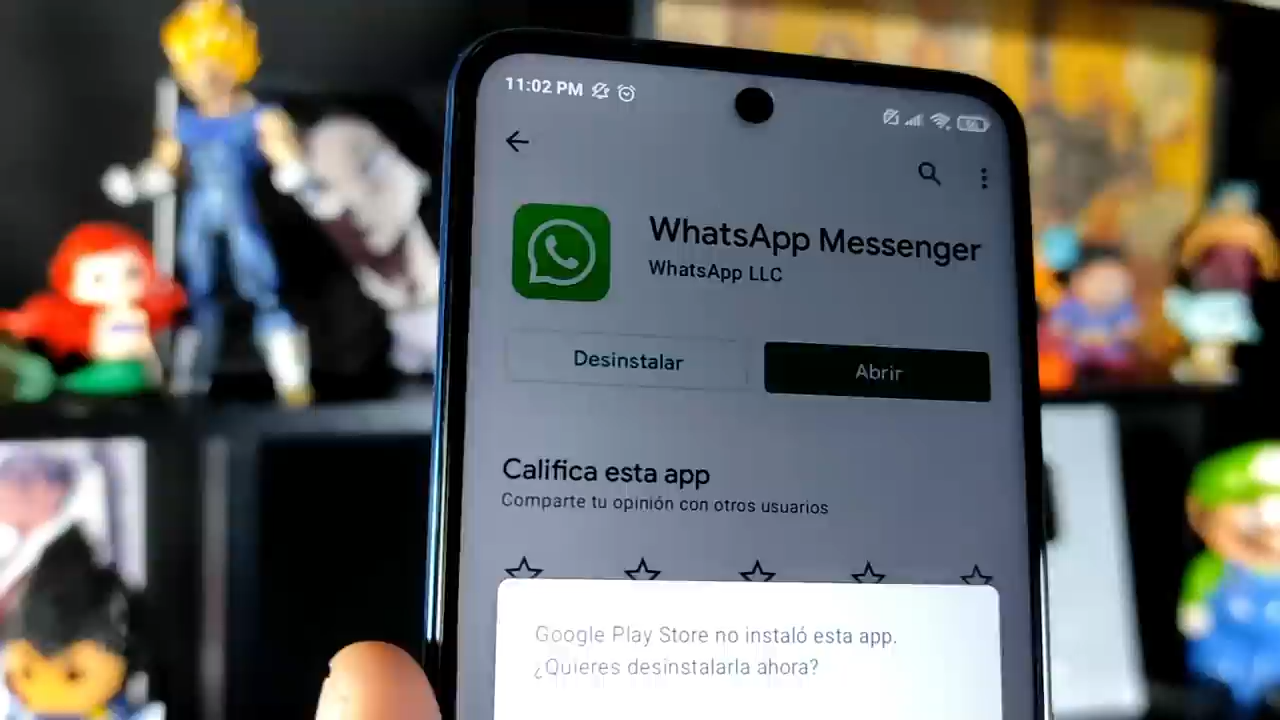 11:02 PM
WhatsApp Messenger
WhatsApp LLC
Desinstalar
Abrir
Califica esta app
Comparte tu opinión con otros usuarios
Google Play Store no instaló esta app.
¿Quieres desinstalarla ahora?